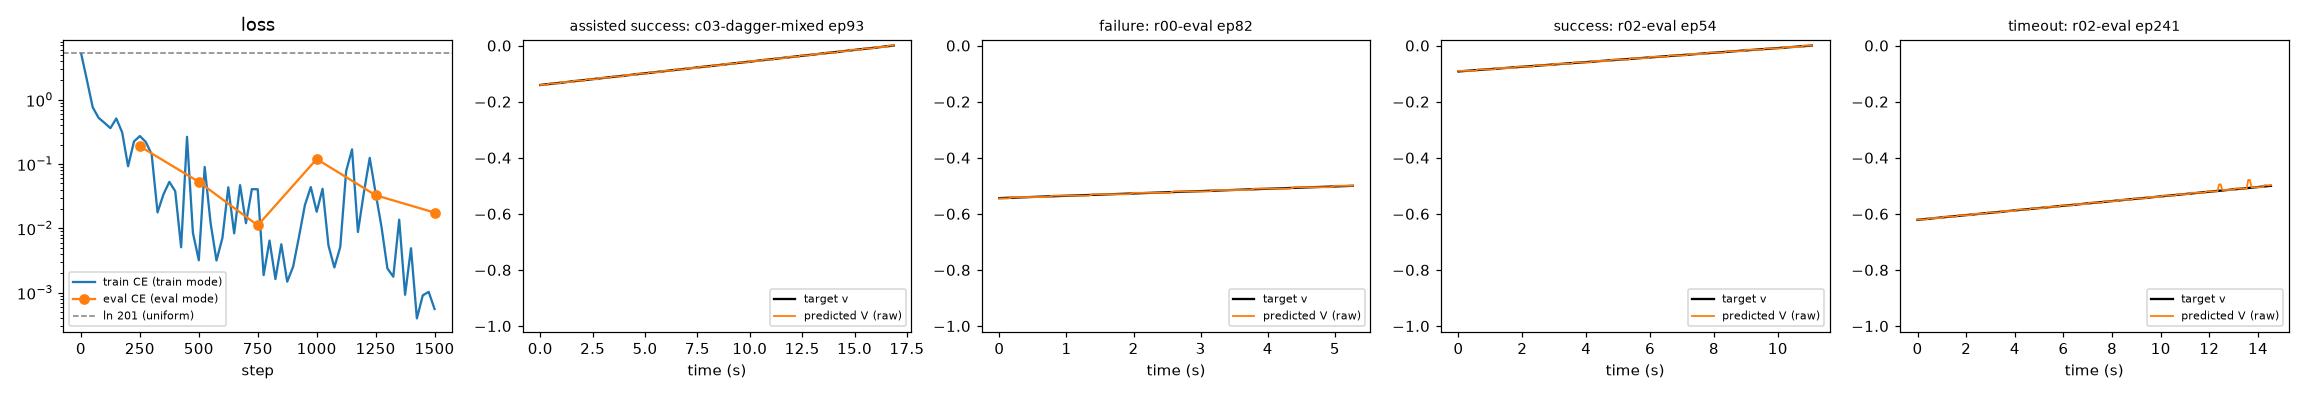 loss
10⁰
10⁻¹
10⁻²
10⁻³
train CE (train mode)
eval CE (eval mode)
ln 201 (uniform)
0 250 500 750 1000 1250 1500
step
assisted success: c03-dagger-mixed ep93
0.0
−0.2
−0.4
−0.6
−0.8
−1.0
target v
predicted V (raw)
0.0 2.5 5.0 7.5 10.0 12.5 15.0 17.5
time (s)
failure: r00-eval ep82
0.0
−0.2
−0.4
−0.6
−0.8
−1.0
target v
predicted V (raw)
0 1 2 3 4 5
time (s)
success: r02-eval ep54
0.0
−0.2
−0.4
−0.6
−0.8
−1.0
target v
predicted V (raw)
0 2 4 6 8 10
time (s)
timeout: r02-eval ep241
0.0
−0.2
−0.4
−0.6
−0.8
−1.0
target v
predicted V (raw)
0 2 4 6 8 10 12 14
time (s)